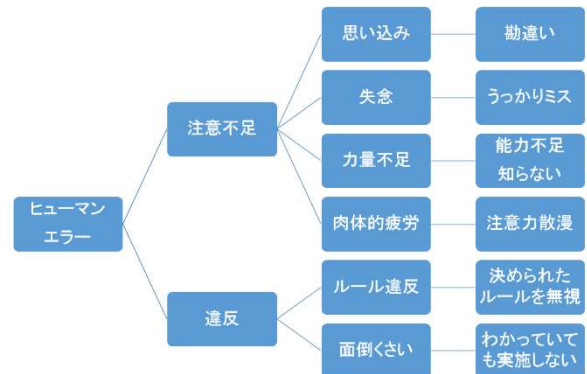 ヒューマン
エラー
注意不足
違反
思い込み
失念
力量不足
肉体的疲労
ルール違反
面倒くさい
勘違い
うっかりミス
能力不足
知らない
注意力散漫
決められた
ルールを無視
わかっていて
も実施しない